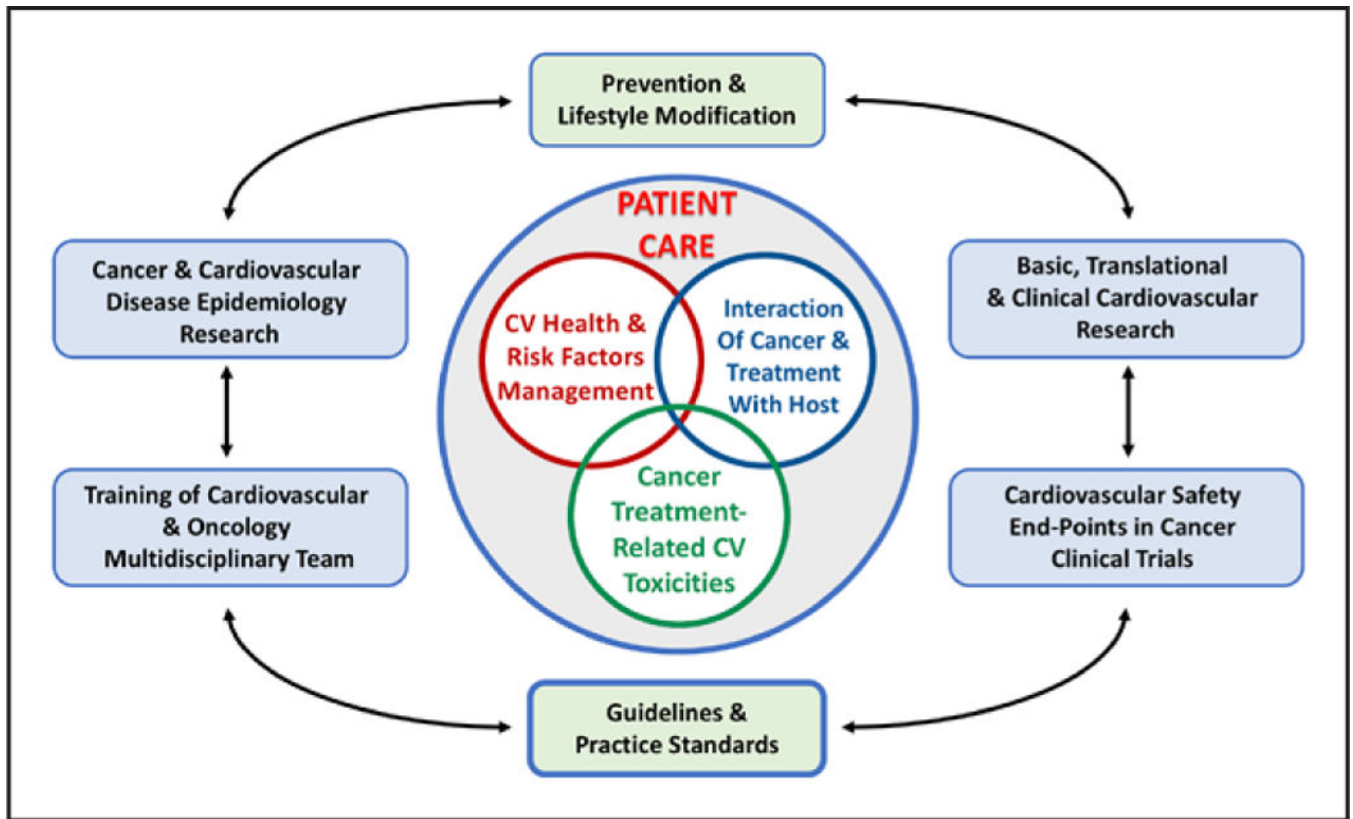 Prevention &
Lifestyle Modification
PATIENT
CARE
Cancer & Cardiovascular
Disease Epidemiology
Research
CV Health &
Risk Factors
Management
Interaction
Of Cancer &
Treatment
With Host
Basic, Translational
& Clinical Cardiovascular
Research
Training of Cardiovascular
& Oncology
Multidisciplinary Team
Cancer
Treatment-
Related CV
Toxicities
Cardiovascular Safety
End-Points in Cancer
Clinical Trials
Guidelines &
Practice Standards